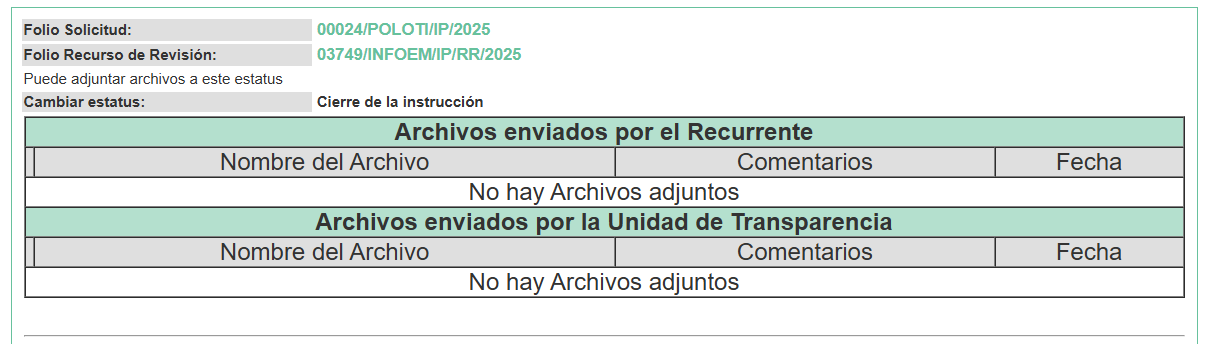 Folio Solicitud: 00024/POLOTI/IP/2025
Folio Recurso de Revisión: 03749/INFOEM/IP/RR/2025
Puede adjuntar archivos a este estatus
Cambiar estatus: Cierre de la instrucción
Archivos enviados por el Recurrente
Nombre del Archivo Comentarios Fecha
No hay Archivos adjuntos
Archivos enviados por la Unidad de Transparencia
Nombre del Archivo Comentarios Fecha
No hay Archivos adjuntos